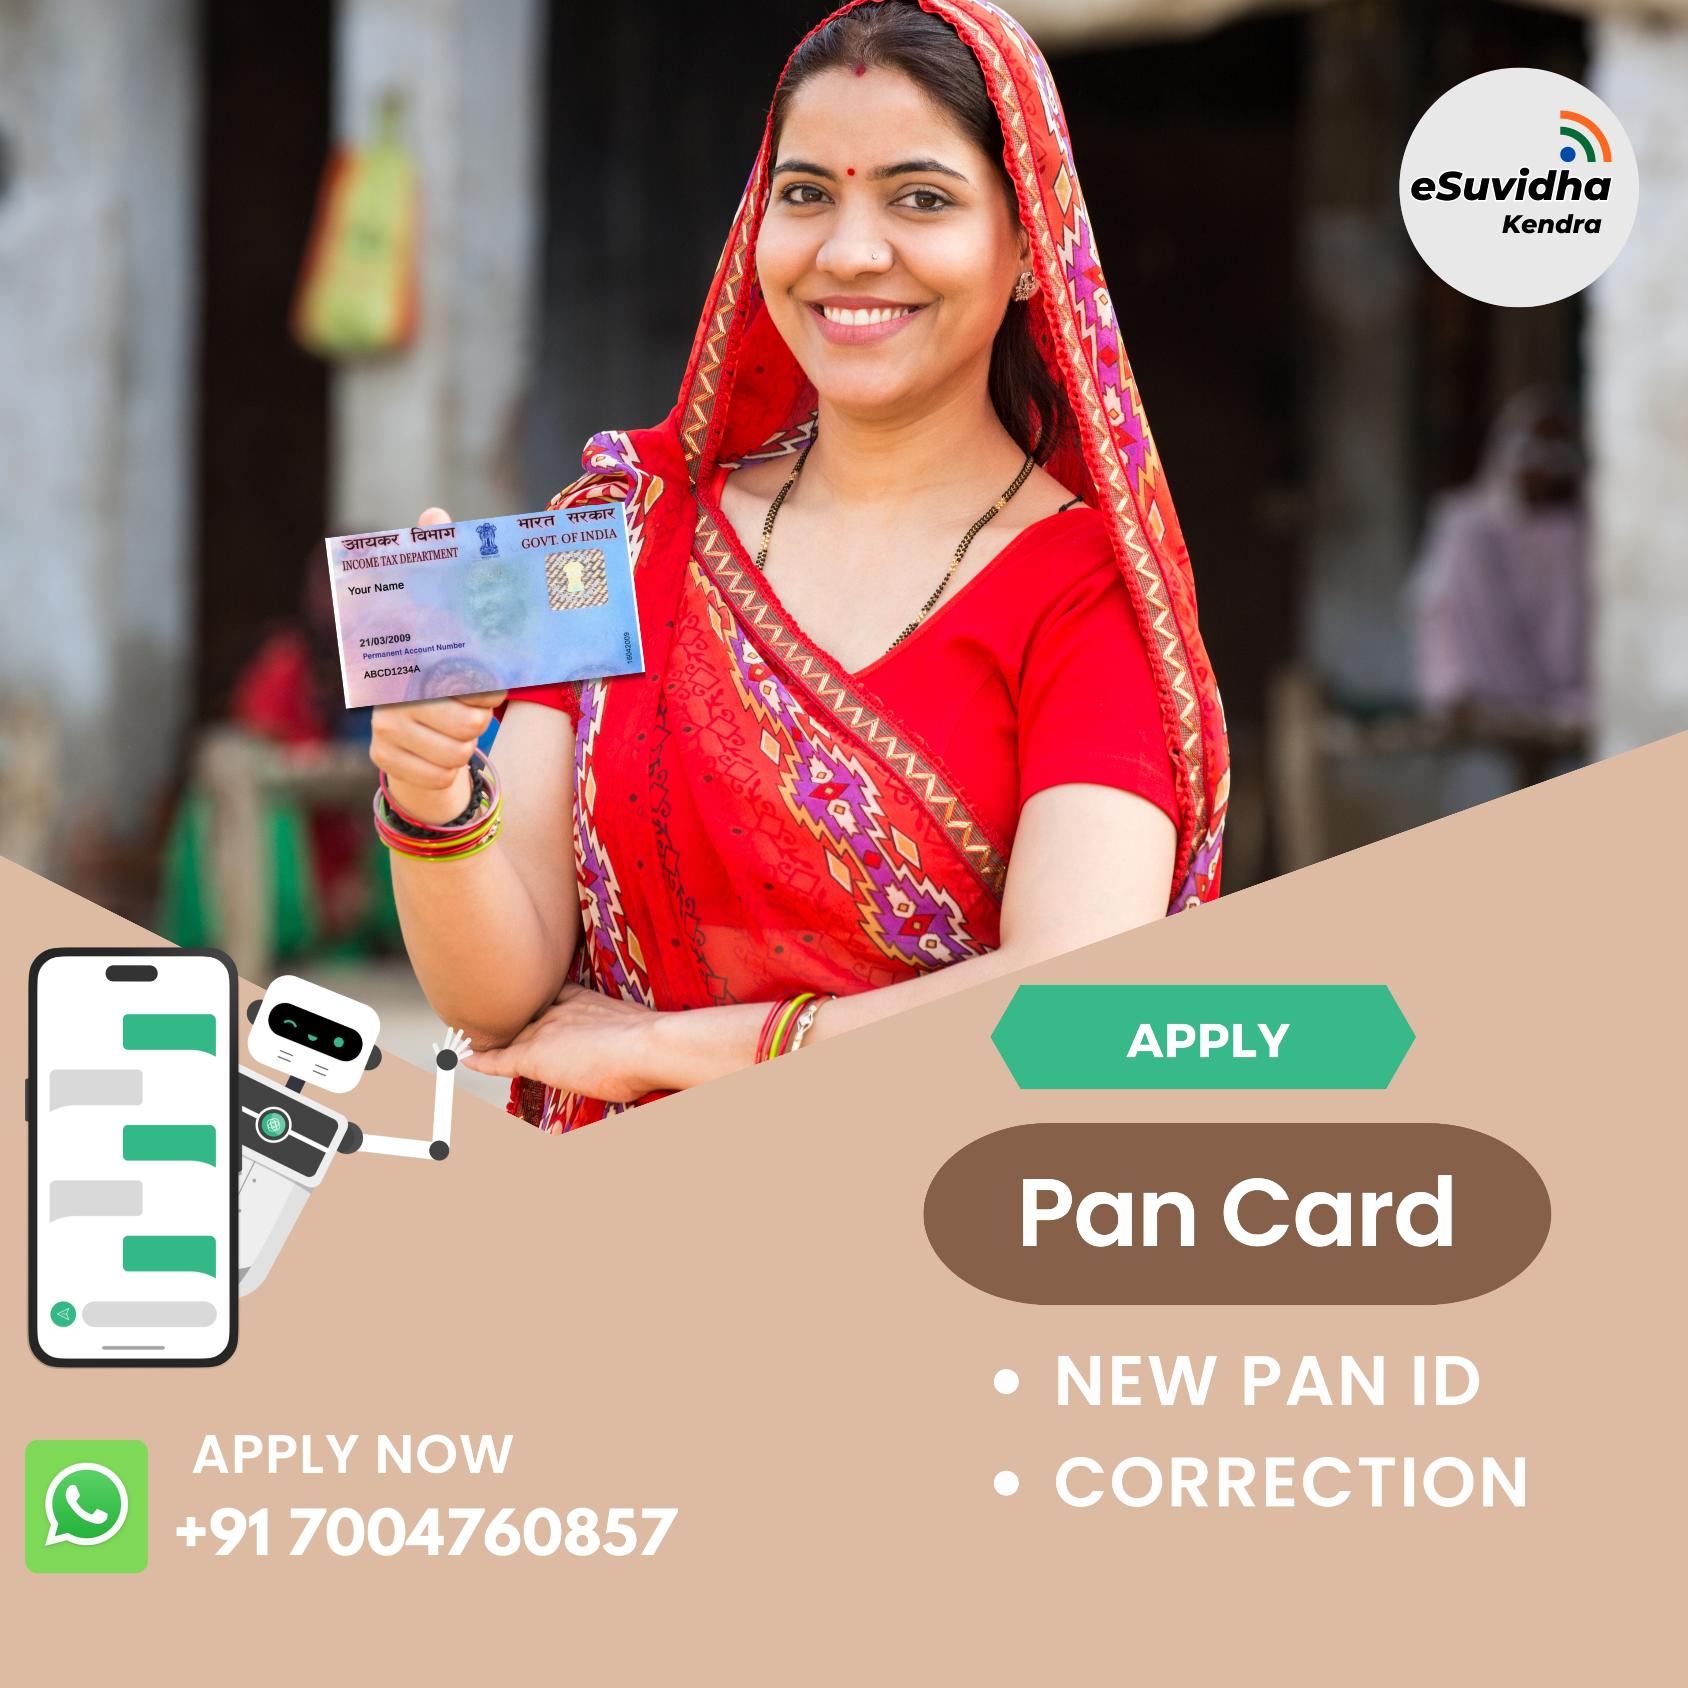 eSuvidha
Kendra
आयकर विभाग
INCOME TAX DEPARTMENT
भारत सरकार
GOVT. OF INDIA
Your Name
21/03/2009
Permanent Account Number
ABCD1234A
16042009
APPLY
Pan Card
• NEW PAN ID
• CORRECTION
APPLY NOW
+91 7004760857